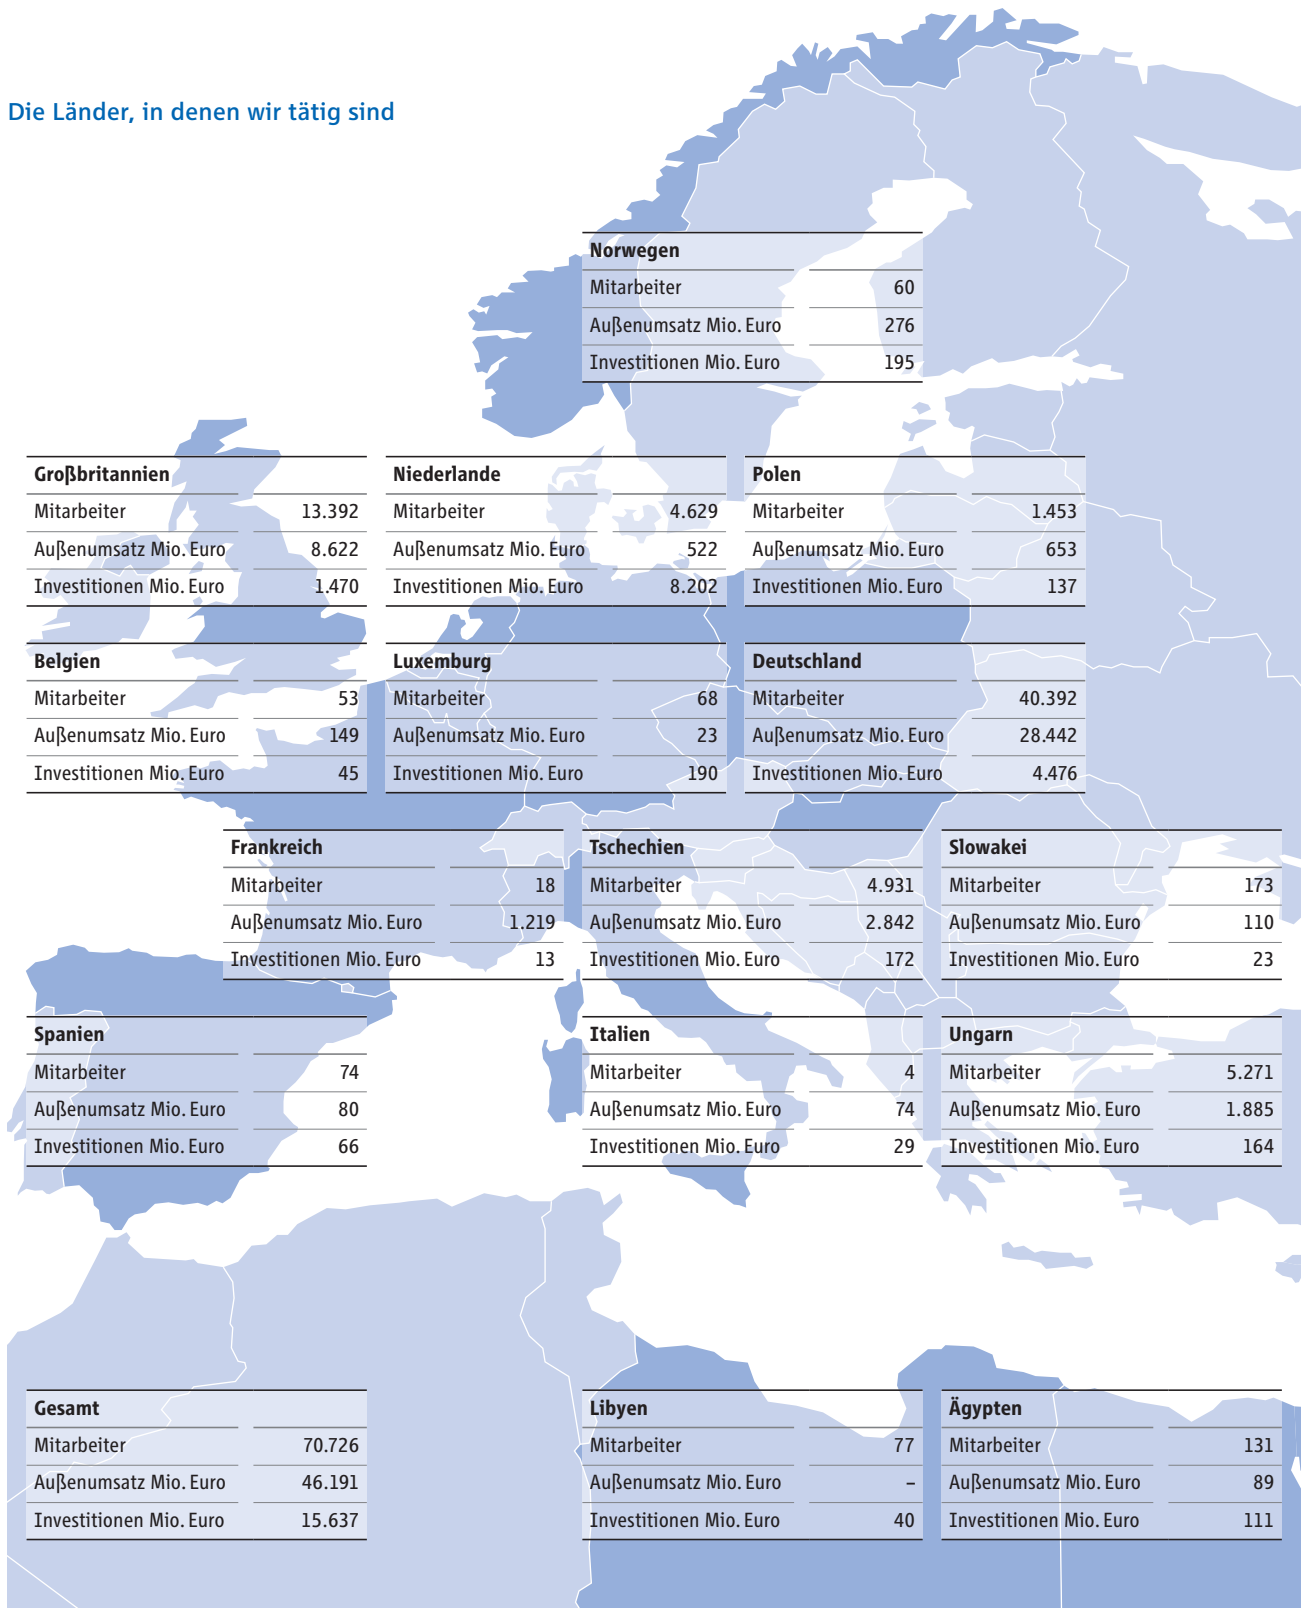 Die Länder, in denen wir tätig sind
Norwegen
Mitarbeiter 60
Außenumsatz Mio. Euro 276
Investitionen Mio. Euro 195
Großbritannien
Mitarbeiter 13.392
Außenumsatz Mio. Euro 8.622
Investitionen Mio. Euro 1.470
Niederlande
Mitarbeiter 4.629
Außenumsatz Mio. Euro 522
Investitionen Mio. Euro 8.202
Polen
Mitarbeiter 1.453
Außenumsatz Mio. Euro 653
Investitionen Mio. Euro 137
Belgien
Mitarbeiter 53
Außenumsatz Mio. Euro 149
Investitionen Mio. Euro 45
Luxemburg
Mitarbeiter 68
Außenumsatz Mio. Euro 23
Investitionen Mio. Euro 190
Deutschland
Mitarbeiter 40.392
Außenumsatz Mio. Euro 28.442
Investitionen Mio. Euro 4.476
Frankreich
Mitarbeiter 18
Außenumsatz Mio. Euro 1.219
Investitionen Mio. Euro 13
Tschechien
Mitarbeiter 4.931
Außenumsatz Mio. Euro 2.842
Investitionen Mio. Euro 172
Slowakei
Mitarbeiter 173
Außenumsatz Mio. Euro 110
Investitionen Mio. Euro 23
Spanien
Mitarbeiter 74
Außenumsatz Mio. Euro 80
Investitionen Mio. Euro 66
Italien
Mitarbeiter 4
Außenumsatz Mio. Euro 74
Investitionen Mio. Euro 29
Ungarn
Mitarbeiter 5.271
Außenumsatz Mio. Euro 1.885
Investitionen Mio. Euro 164
Gesamt
Mitarbeiter 70.726
Außenumsatz Mio. Euro 46.191
Investitionen Mio. Euro 15.637
Libyen
Mitarbeiter 77
Außenumsatz Mio. Euro –
Investitionen Mio. Euro 40
Ägypten
Mitarbeiter 131
Außenumsatz Mio. Euro 89
Investitionen Mio. Euro 111